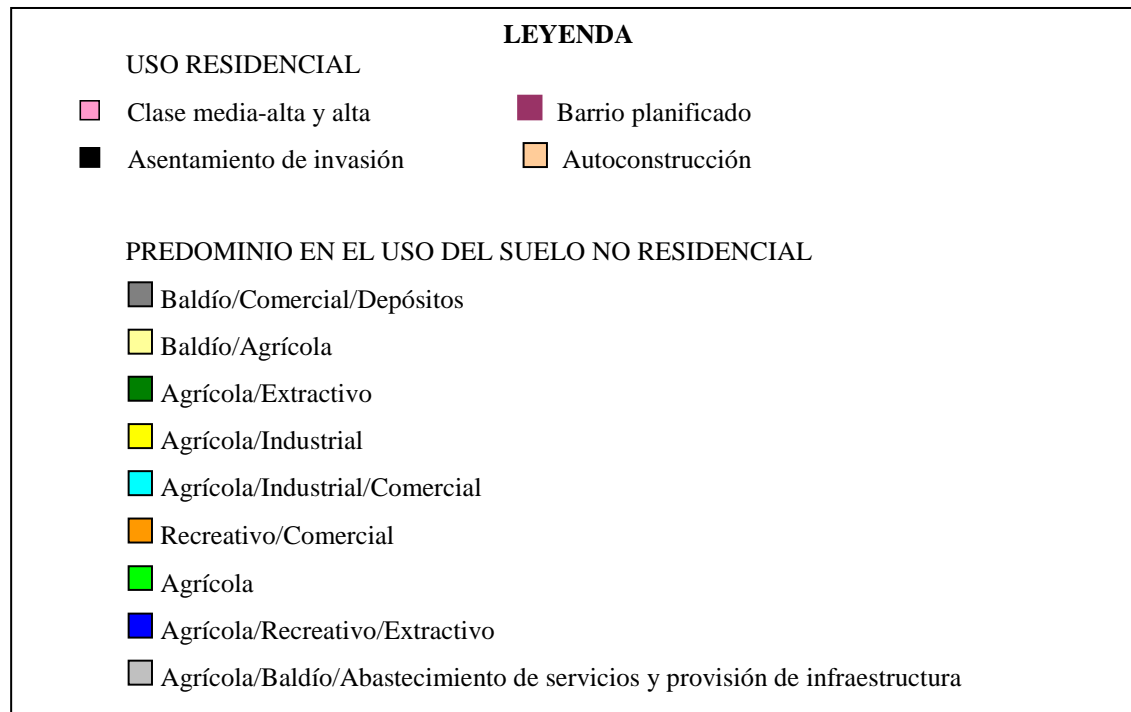 LEYENDA
USO RESIDENCIAL
Clase media-alta y alta
Barrio planificado
Asentamiento de invasión
Autoconstrucción
PREDOMINIO EN EL USO DEL SUELO NO RESIDENCIAL
Baldío/Comercial/Depósitos
Baldío/Agrícola
Agrícola/Extractivo
Agrícola/Industrial
Agrícola/Industrial/Comercial
Recreativo/Comercial
Agrícola
Agrícola/Recreativo/Extractivo
Agrícola/Baldío/Abastecimiento de servicios y provisión de infraestructura